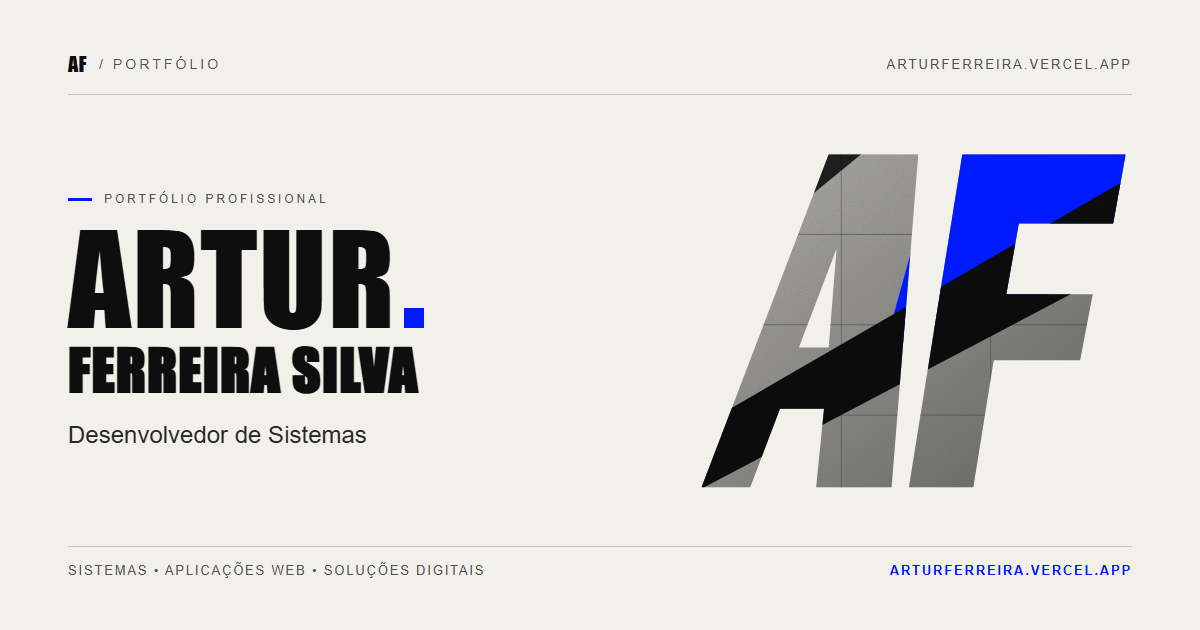 AF / PORTFÓLIO
ARTURFERREIRA.VERCEL.APP
PORTFÓLIO PROFISSIONAL
ARTUR.
FERREIRA SILVA
Desenvolvedor de Sistemas
AF
SISTEMAS • APLICAÇÕES WEB • SOLUÇÕES DIGITAIS
ARTURFERREIRA.VERCEL.APP